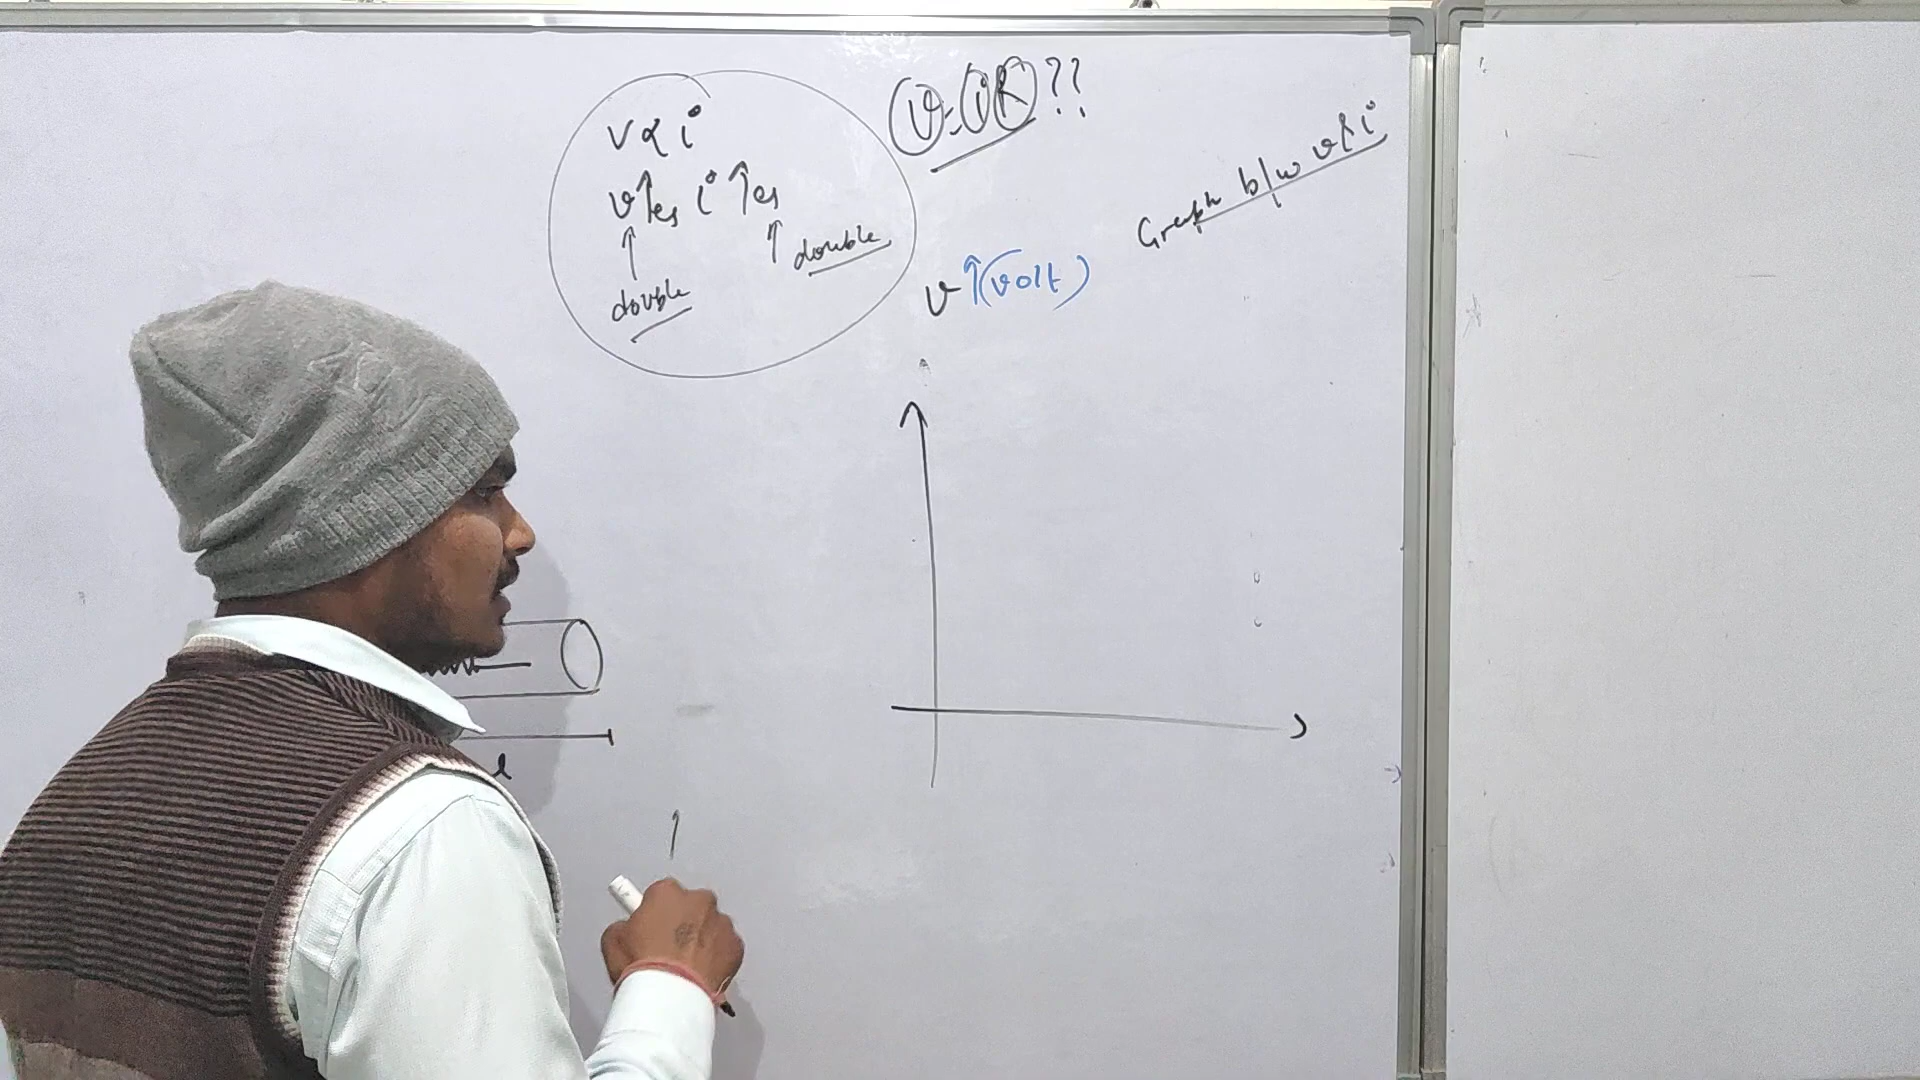 v ∝ i
v↑es i ↑es
double
double
v = iR ??
Graph b/w v & i
v ↑(volt)
l